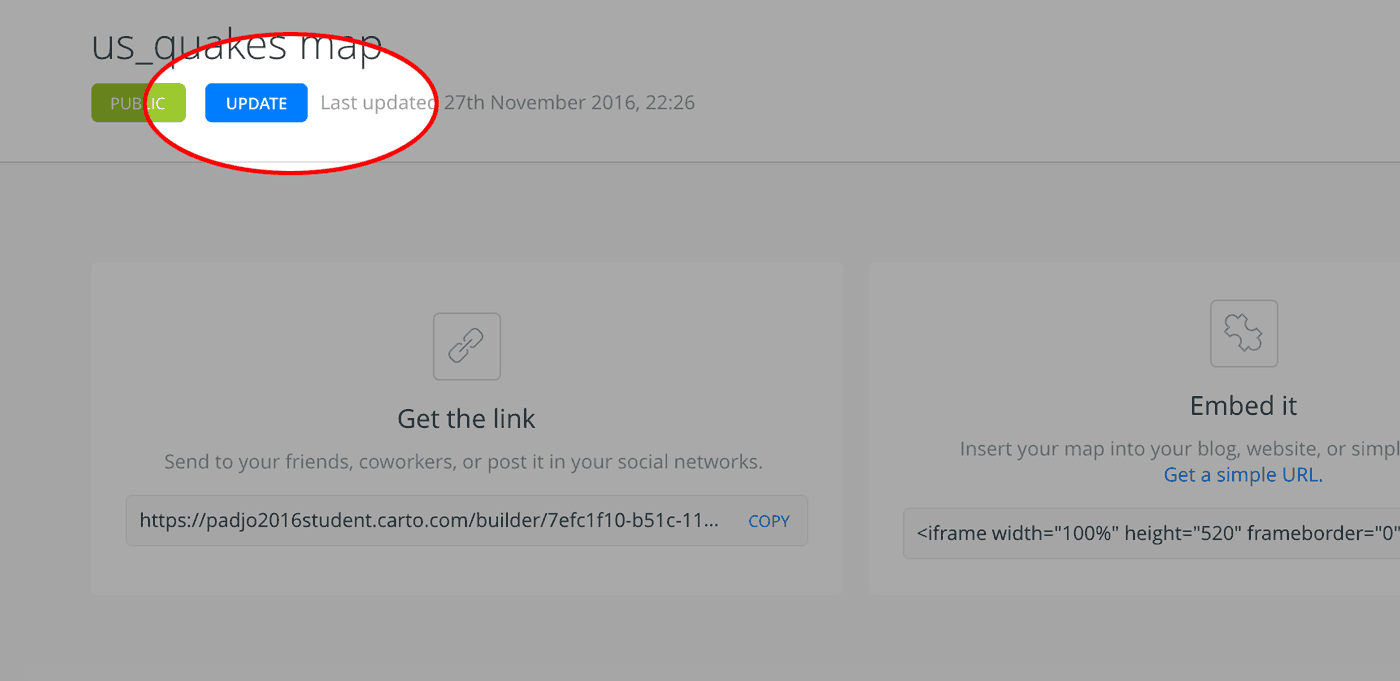 us_quakes map
PUBLIC UPDATE Last updated 27th November 2016, 22:26
Get the link
Send to your friends, coworkers, or post it in your social networks.
https://padjo2016student.carto.com/builder/7efc1f10-b51c-11... COPY
Embed it
Insert your map into your blog, website, or simpl
Get a simple URL.
<iframe width="100%" height="520" frameborder="0"